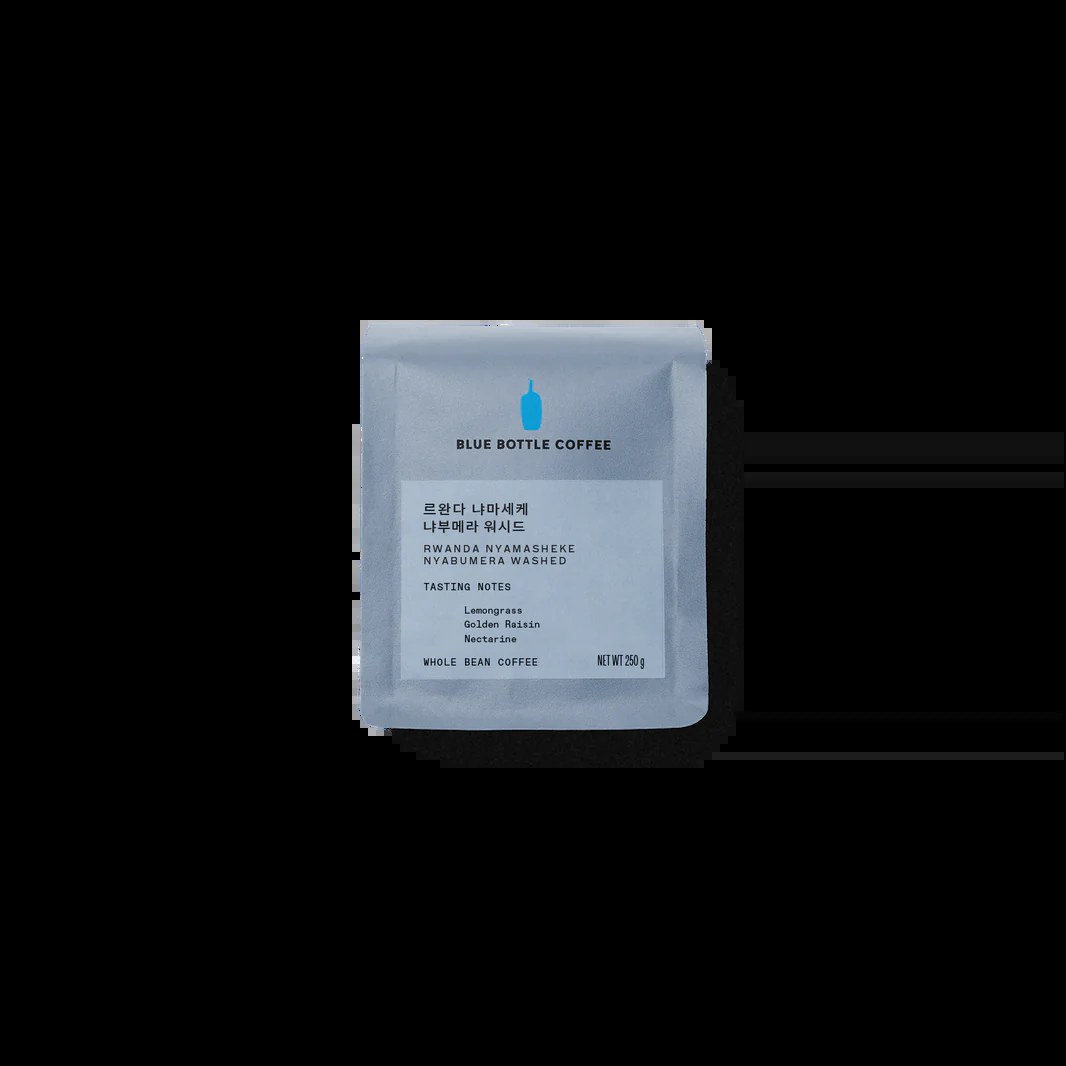 BLUE BOTTLE COFFEE
르완다 냐마세케
냐부메라 워시드
RWANDA NYAMASHEKE
NYABUMERA WASHED
TASTING NOTES
Lemongrass
Golden Raisin
Nectarine
WHOLE BEAN COFFEE NET WT 250 g